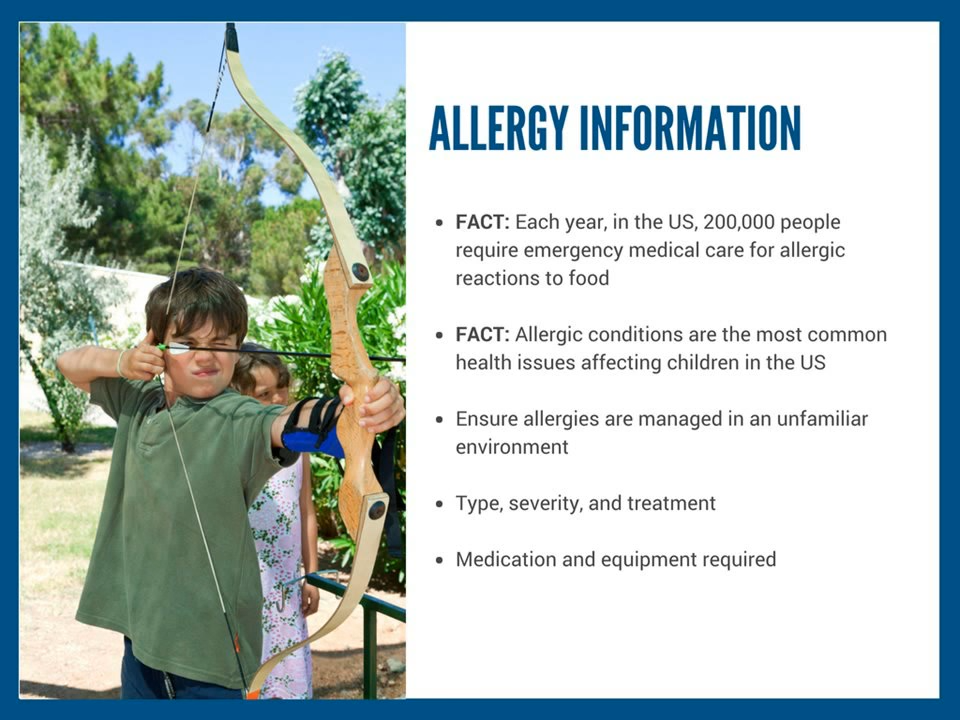 ALLERGY INFORMATION
• FACT: Each year, in the US, 200,000 people
require emergency medical care for allergic
reactions to food
• FACT: Allergic conditions are the most common
health issues affecting children in the US
• Ensure allergies are managed in an unfamiliar
environment
• Type, severity, and treatment
• Medication and equipment required